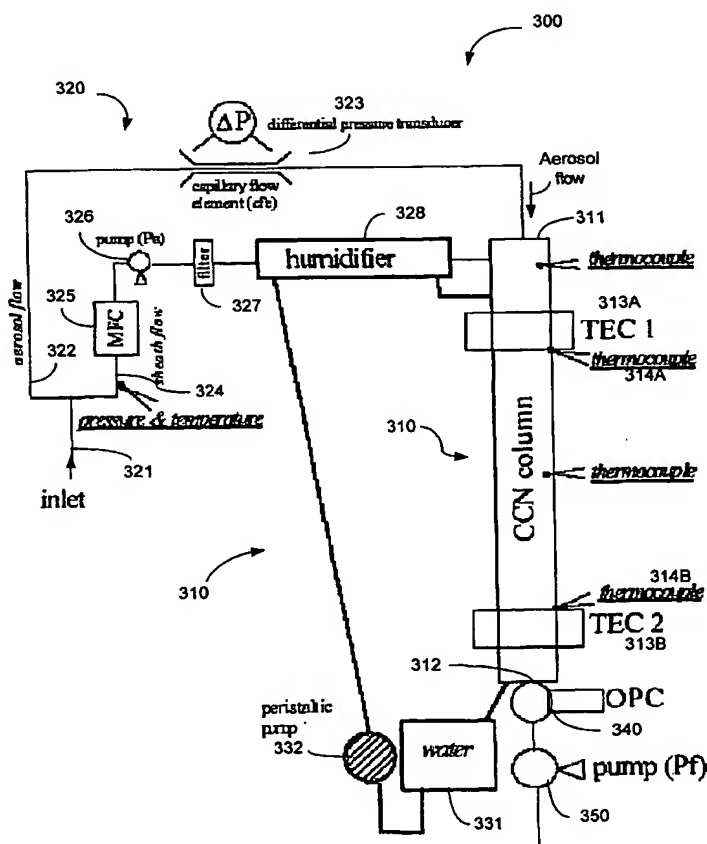 300
320
323
ΔP
differential pressure transducer
capillary flow
element (cfe)
Aerosol
flow
326
328
311
pump (Pa)
humidifier
thermocouple
filter
325
327
313A
MFC
TEC 1
aerosol flow
sheath flow
322
324
thermocouple
314A
pressure & temperature
310
321
CCN column
thermocouple
inlet
310
314B
thermocouple
TEC 2
313B
312
OPC
340
peristaltic
pump
332
water
pump (Pf)
350
331